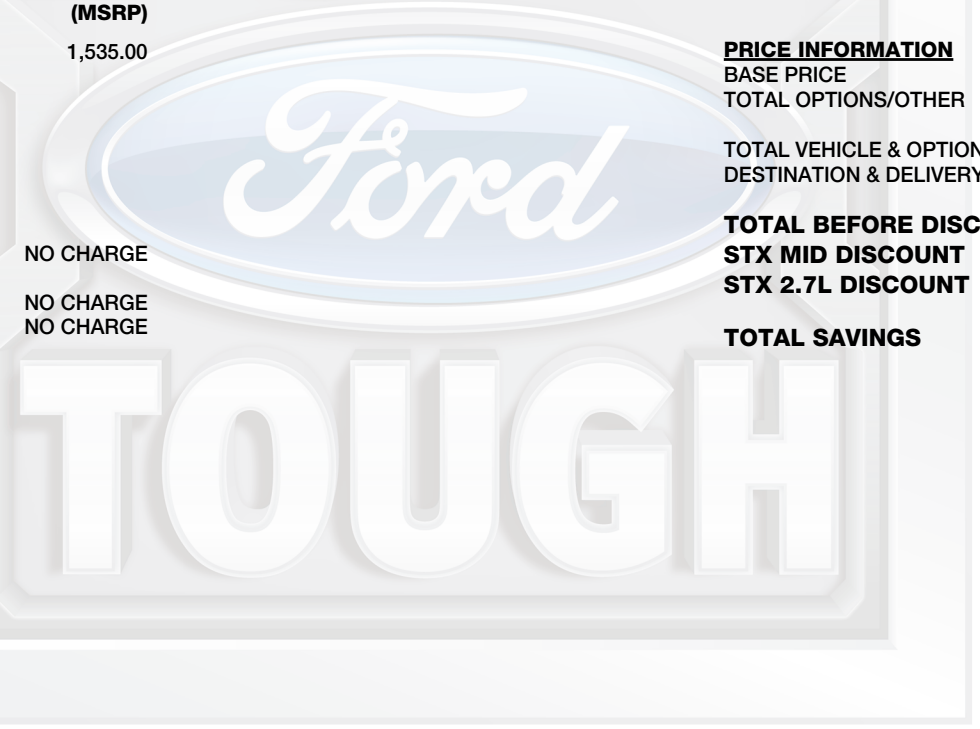 (MSRP)
1,535.00
NO CHARGE
NO CHARGE
NO CHARGE
PRICE INFORMATION
BASE PRICE
TOTAL OPTIONS/OTHER
TOTAL VEHICLE & OPTION
DESTINATION & DELIVERY
TOTAL BEFORE DISC
STX MID DISCOUNT
STX 2.7L DISCOUNT
TOTAL SAVINGS
Ford
TOUGH